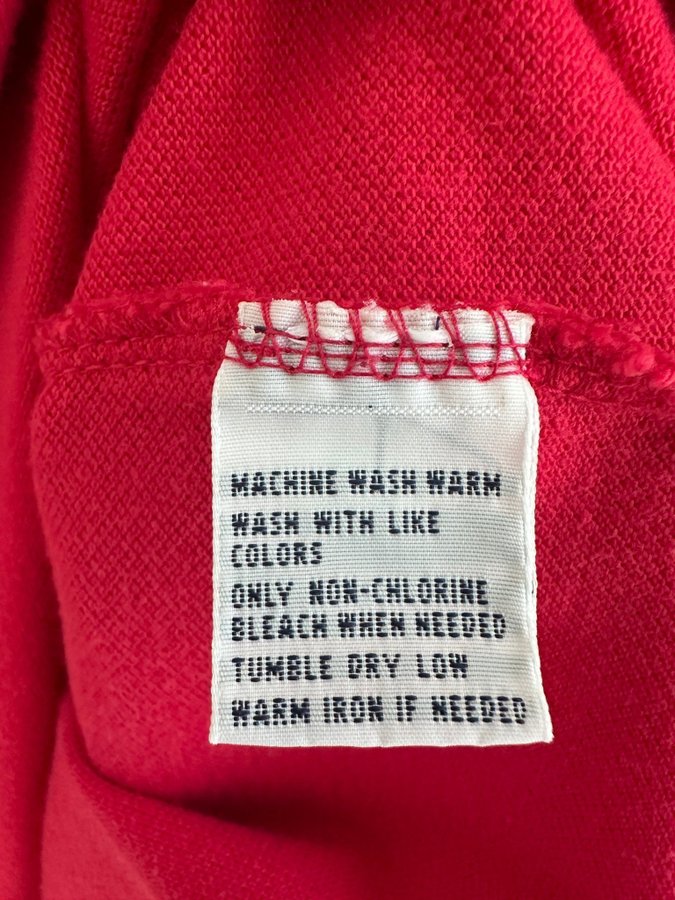 MACHINE WASH WARM
WASH WITH LIKE
COLORS
ONLY NON-CHLORINE
BLEACH WHEN NEEDED
TUMBLE DRY LOW
WARM IRON IF NEEDED